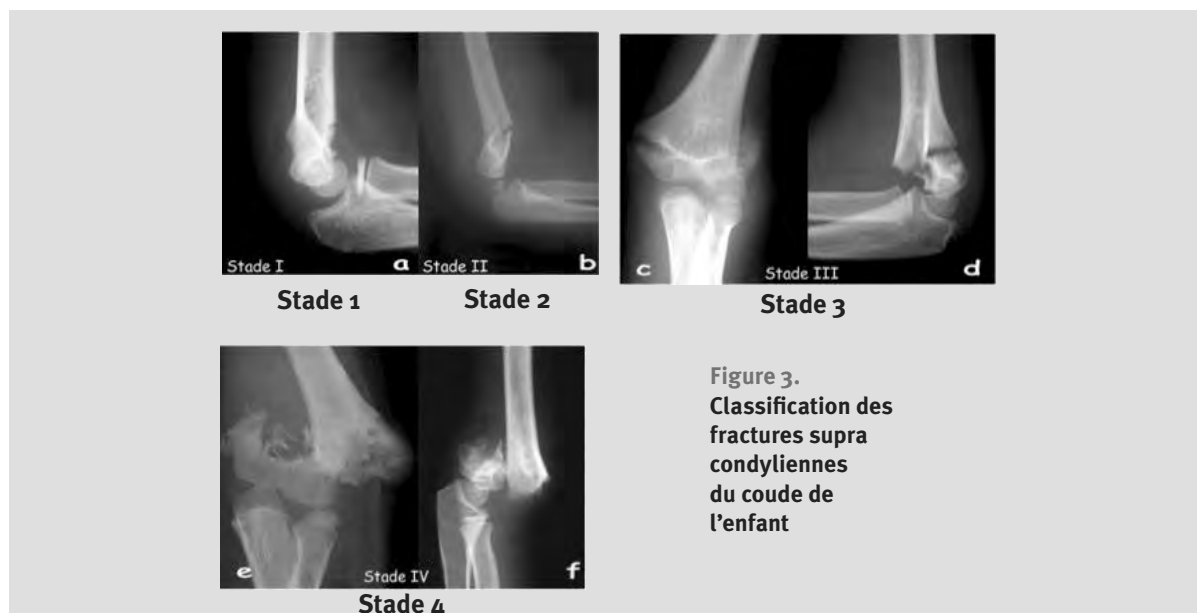 Stade I
a
Stade II
b
c
Stade III
d
Stade 1
Stade 2
Stade 3
e
Stade IV
f
Stade 4
Figure 3.
Classification des
fractures supra
condyliennes
du coude de
l'enfant